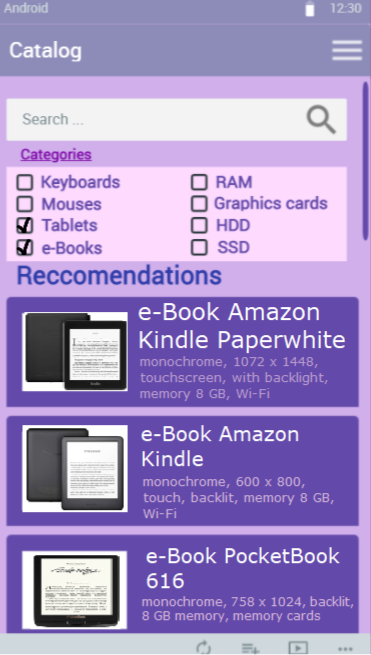 Android 12:30
Catalog
Search ...
Categories
Keyboards RAM
Mouses Graphics cards
Tablets HDD
e-Books SSD
Reccomendations
e-Book Amazon
Kindle Paperwhite
monochrome, 1072 x 1448,
touchscreen, with backlight,
memory 8 GB, Wi-Fi
e-Book Amazon
Kindle
monochrome, 600 x 800,
touch, backlit, memory 8 GB,
Wi-Fi
e-Book PocketBook
616
monochrome, 758 x 1024, backlit,
8 GB memory, memory cards